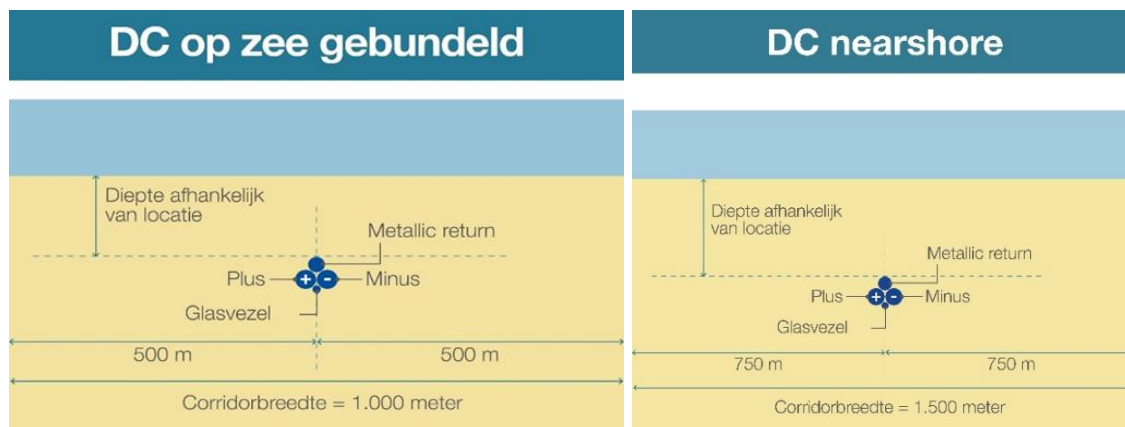 DC op zee gebundeld
Diepte afhankelijk
van locatie
Metallic return
Plus
+
-
Minus
Glasvezel
500 m
500 m
Corridorbreedte = 1.000 meter
DC nearshore
Diepte afhankelijk
van locatie
Metallic return
Plus
+
-
Minus
Glasvezel
750 m
750 m
Corridorbreedte = 1.500 meter